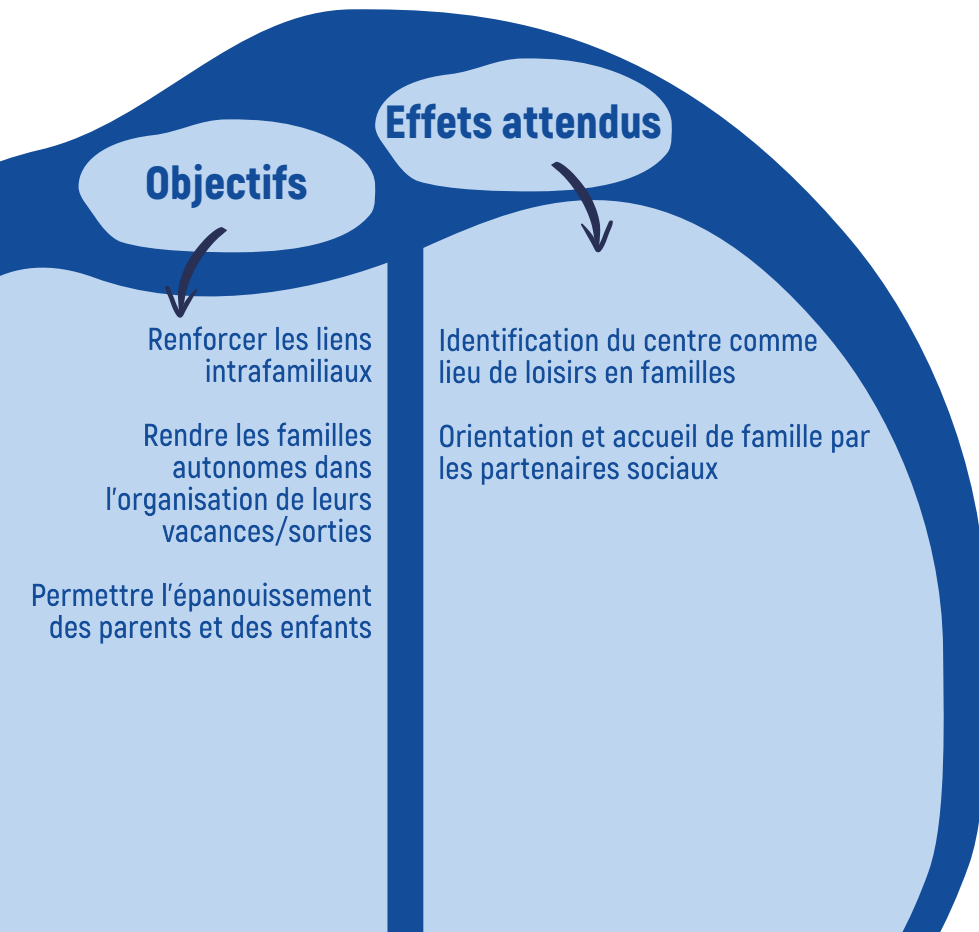 Objectifs
Renforcer les liens
intrafamiliaux
Rendre les familles
autonomes dans
l'organisation de leurs
vacances/sorties
Permettre l'épanouissement
des parents et des enfants
Effets attendus
Identification du centre comme
lieu de loisirs en familles
Orientation et accueil de famille par
les partenaires sociaux